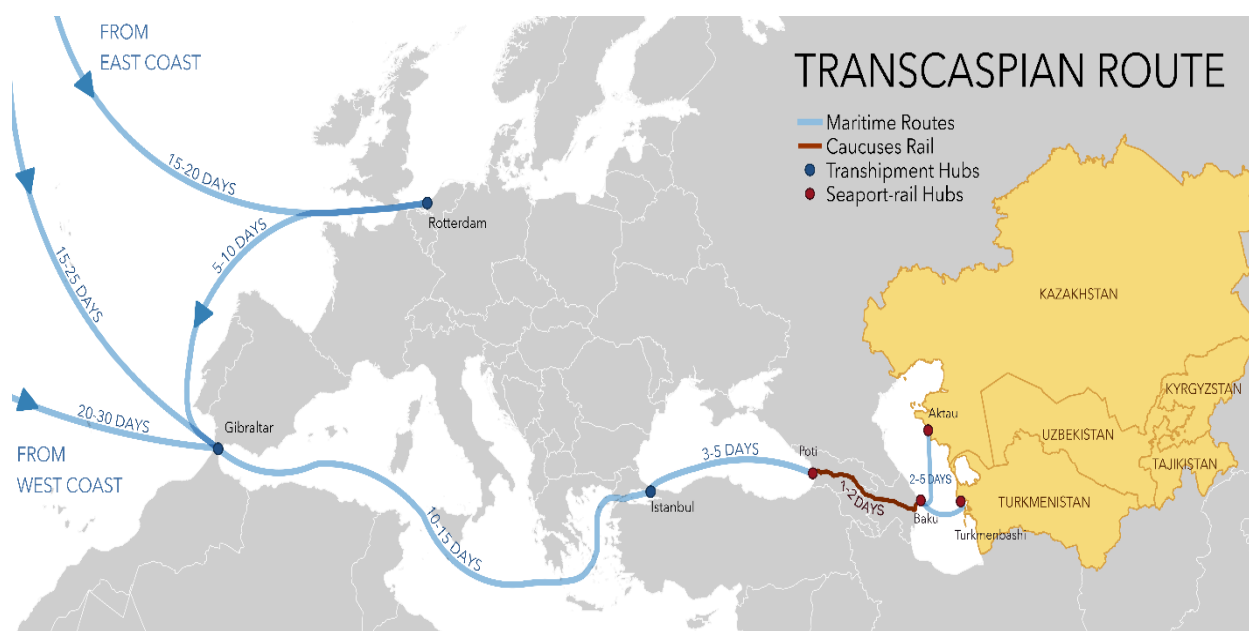 FROM
EAST COAST
TRANSCASPIAN ROUTE
Maritime Routes
Caucuses Rail
Transhipment Hubs
Seaport-rail Hubs
15-20 DAYS
Rotterdam
5-10 DAYS
15-25 DAYS
KAZAKHSTAN
KYRGYZSTAN
20-30 DAYS
Gibraltar
Aktau
UZBEKISTAN
FROM
WEST COAST
3-5 DAYS
Poti
TAJIKISTAN
2-5 DAYS
1-2 DAYS
Istanbul
TURKMENISTAN
Baku
Turkmenbashi
10-15 DAYS